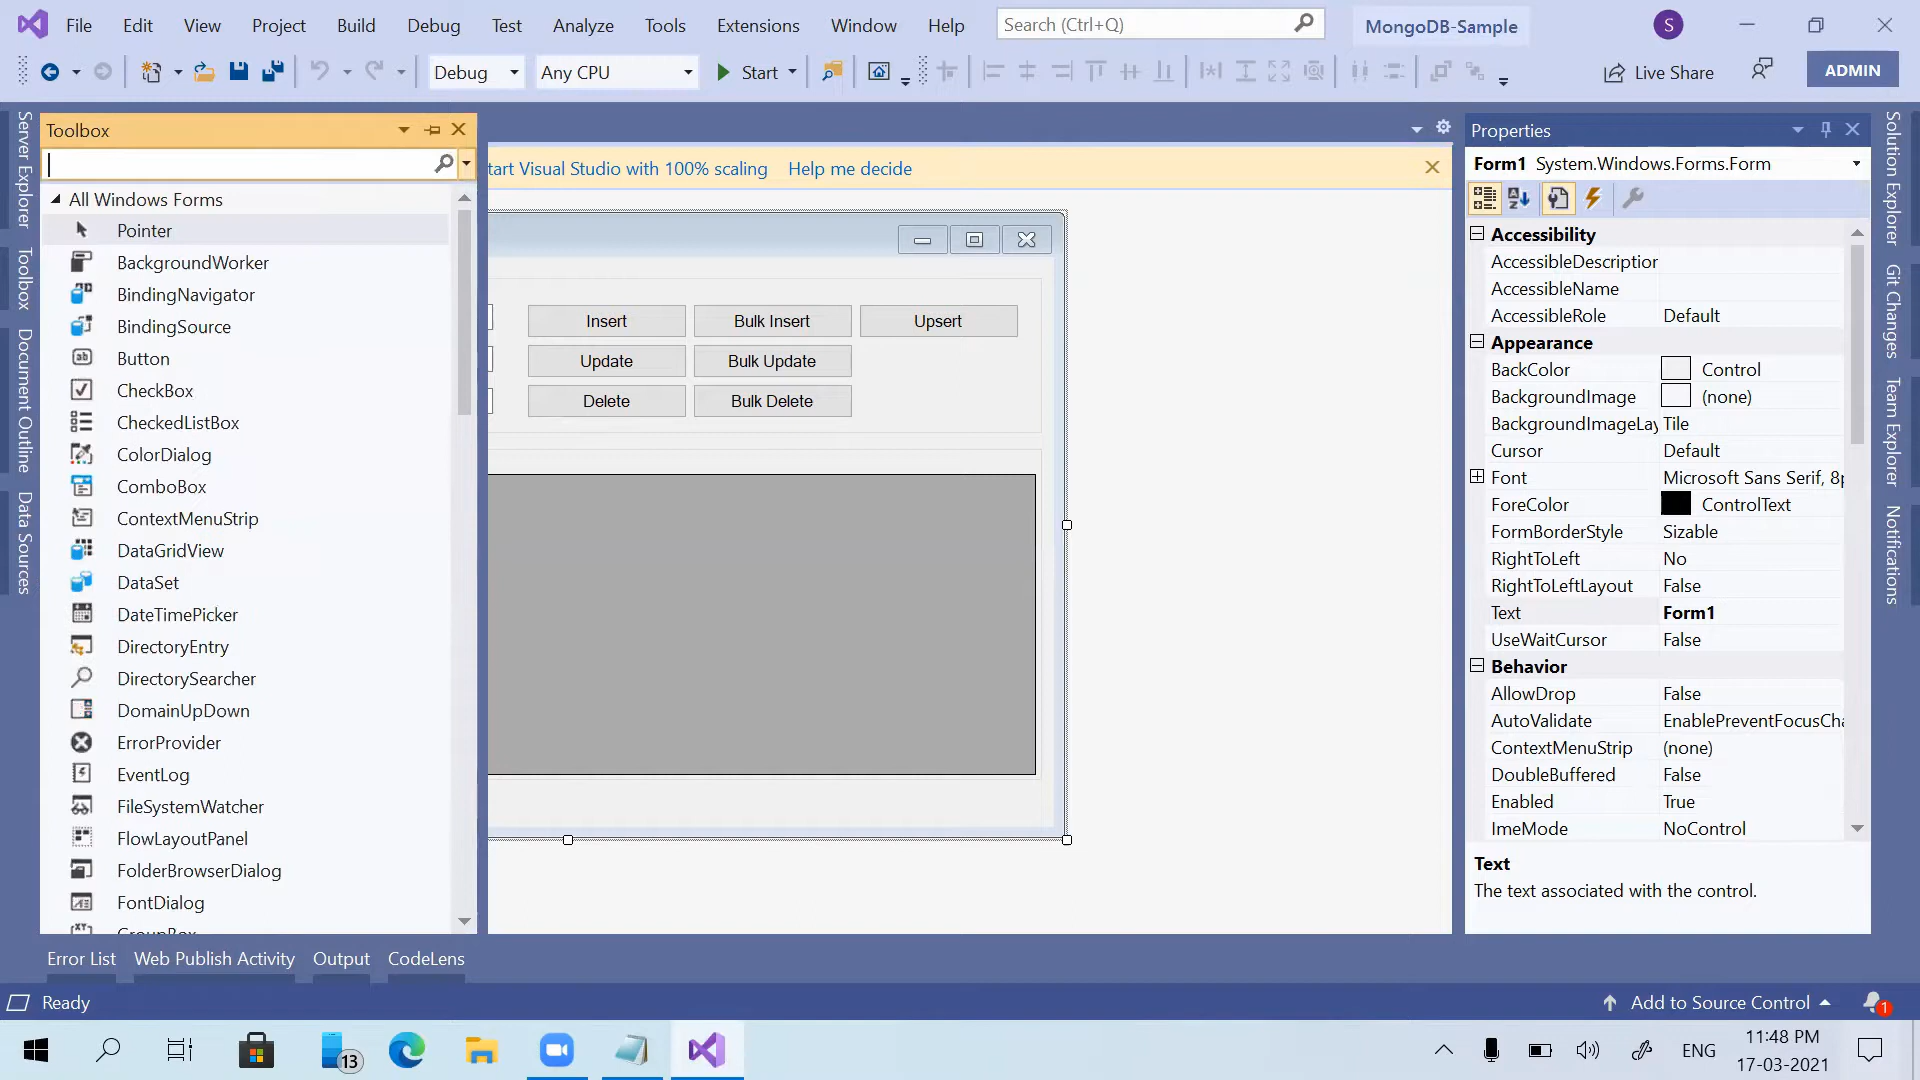 File Edit View Project Build Debug Test Analyze Tools Extensions Window Help Search (Ctrl+Q) MongoDB-Sample S
Debug Any CPU Start Live Share ADMIN
Server Explorer
Toolbox
Document Outline
Data Sources
Toolbox
All Windows Forms
Pointer
BackgroundWorker
BindingNavigator
BindingSource
Button
CheckBox
CheckedListBox
ColorDialog
ComboBox
ContextMenuStrip
DataGridView
DataSet
DateTimePicker
DirectoryEntry
DirectorySearcher
DomainUpDown
ErrorProvider
EventLog
FileSystemWatcher
FlowLayoutPanel
FolderBrowserDialog
FontDialog
GroupBox
tart Visual Studio with 100% scaling Help me decide
Insert Bulk Insert Upsert
Update Bulk Update
Delete Bulk Delete
Properties
Form1 System.Windows.Forms.Form
Accessibility
AccessibleDescription
AccessibleName
AccessibleRole Default
Appearance
BackColor Control
BackgroundImage (none)
BackgroundImageLay Tile
Cursor Default
Font Microsoft Sans Serif, 8p
ForeColor ControlText
FormBorderStyle Sizable
RightToLeft No
RightToLeftLayout False
Text Form1
UseWaitCursor False
Behavior
AllowDrop False
AutoValidate EnablePreventFocusCha
ContextMenuStrip (none)
DoubleBuffered False
Enabled True
ImeMode NoControl
Text
The text associated with the control.
Solution Explorer
Git Changes
Team Explorer
Notifications
Error List Web Publish Activity Output CodeLens
Ready Add to Source Control 1
13 ENG 11:48 PM
17-03-2021